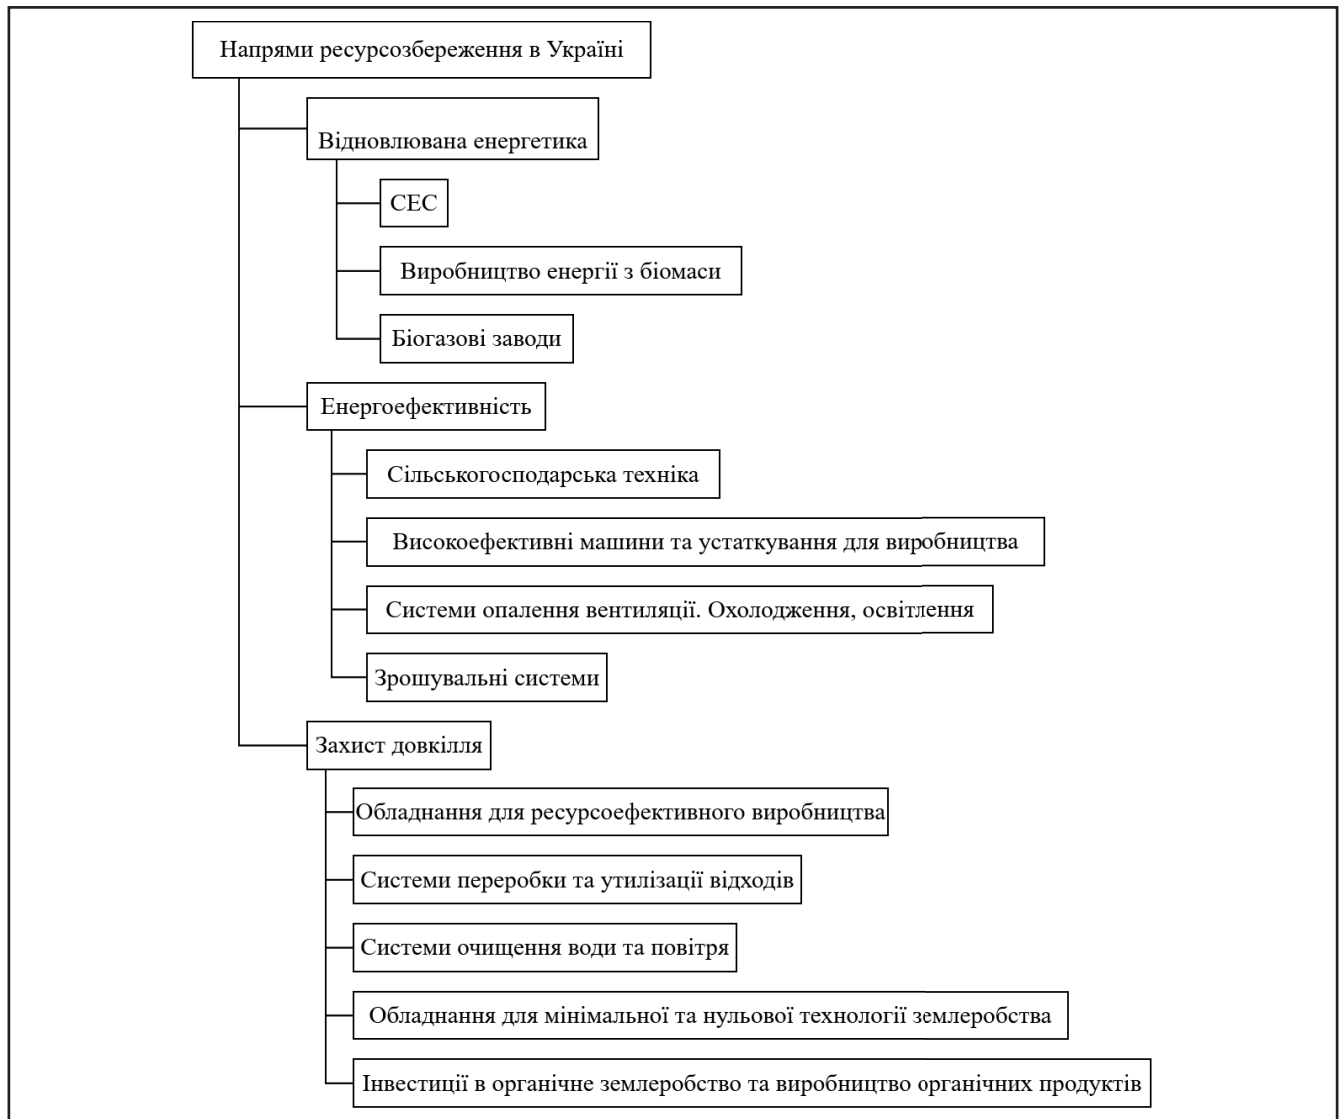 Напрями ресурсозбереження в Україні
Відновлювана енергетика
СЕС
Виробництво енергії з біомаси
Біогазові заводи
Енергоефективність
Сільськогосподарська техніка
Високоефективні машини та устаткування для виробництва
Системи опалення вентиляції. Охолодження, освітлення
Зрошувальні системи
Захист довкілля
Обладнання для ресурсоефективного виробництва
Системи переробки та утилізації відходів
Системи очищення води та повітря
Обладнання для мінімальної та нульової технології землеробства
Інвестиції в органічне землеробство та виробництво органічних продуктів